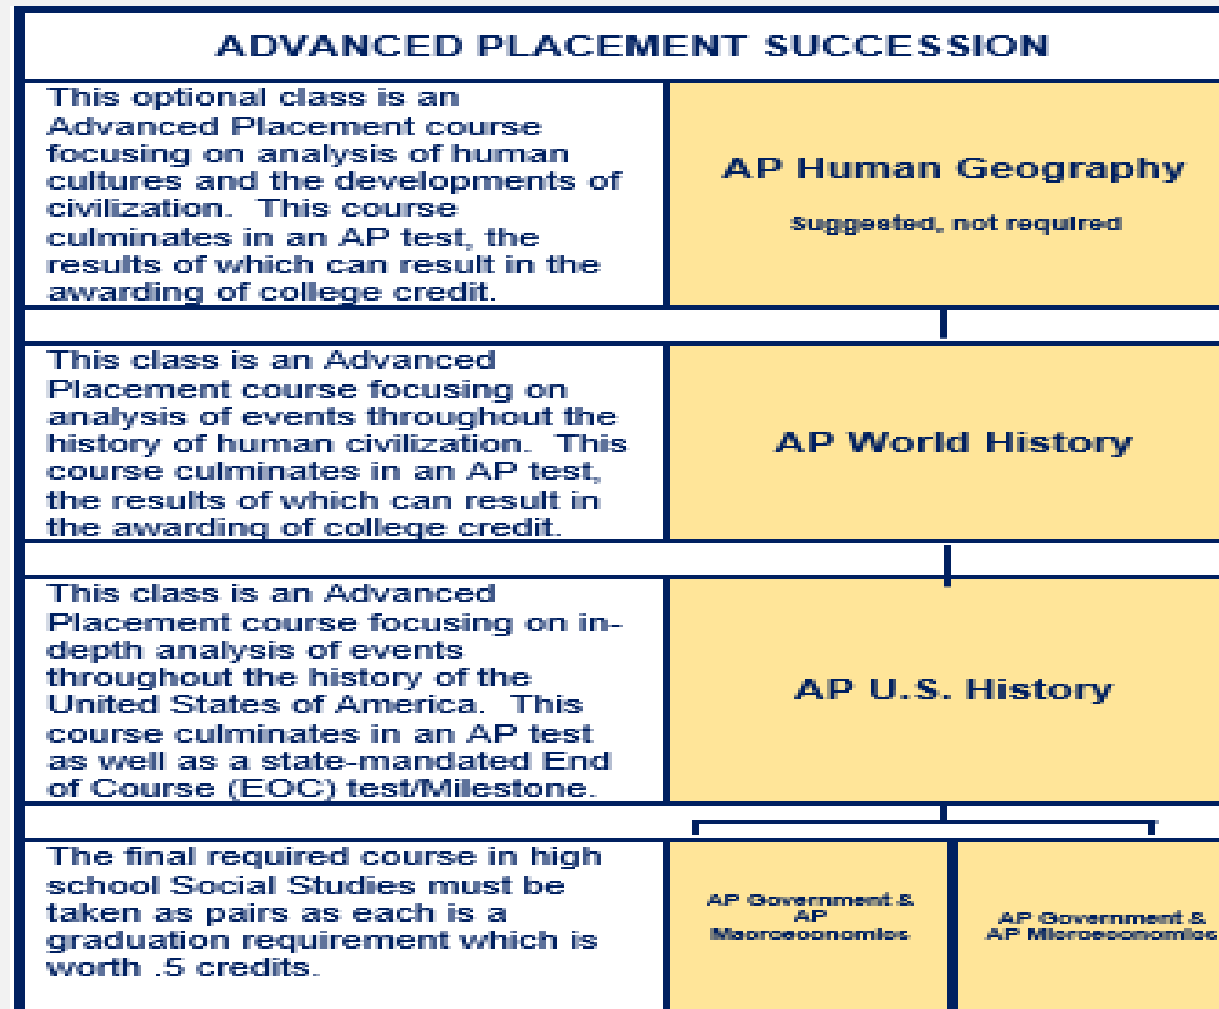 ADVANCED PLACEMENT SUCCESSION
This optional class is an
Advanced Placement course
focusing on analysis of human
cultures and the developments of
civilization.  This course
culminates in an AP test, the
results of which can result in the
awarding of college credit.
AP Human Geography
Suggested, not required
This class is an Advanced
Placement course focusing on
analysis of events throughout the
history of human civilization.  This
course culminates in an AP test,
the results of which can result in
the awarding of college credit.
AP World History
This class is an Advanced
Placement course focusing on in-
depth analysis of events
throughout the history of the
United States of America.  This
course culminates in an AP test
as well as a state-mandated End
of Course (EOC) test/Milestone.
AP U.S. History
The final required course in high
school Social Studies must be
taken as pairs as each is a
graduation requirement which is
worth .5 credits.
AP Government &
AP
Macroeconomics
AP Government &
AP Microeconomics